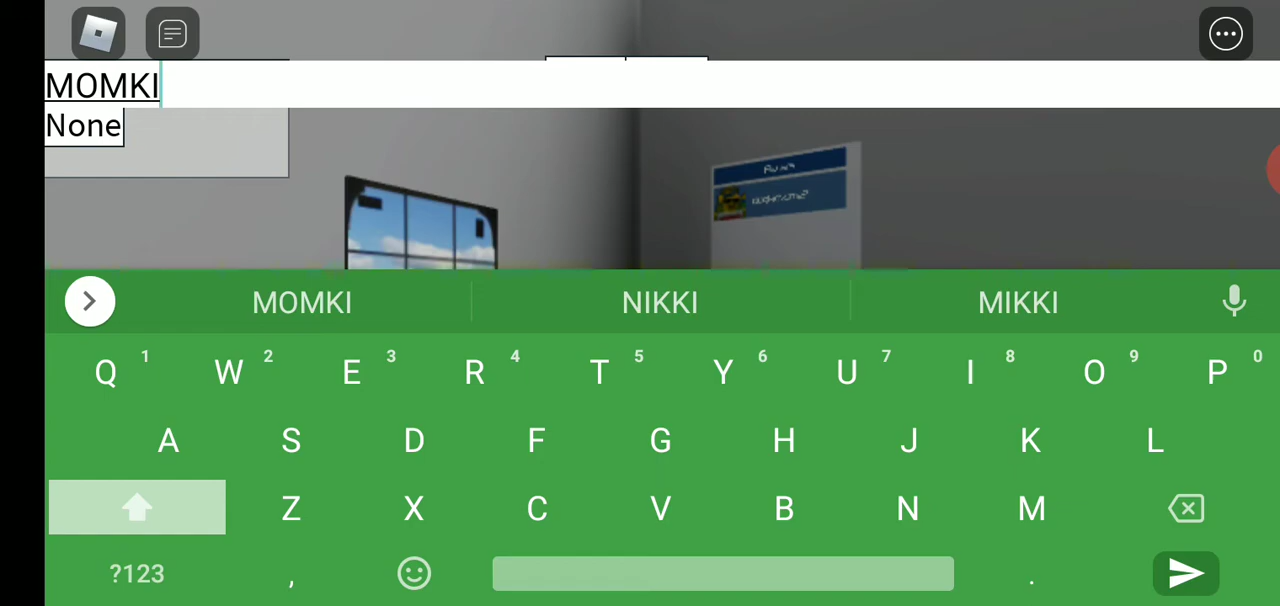 MOMKI
None
MOMKI NIKKI MIKKI
Q 1 W 2 E 3 R 4 T 5 Y 6 U 7 I 8 O 9 P 0
A S D F G H J K L
Z X C V B N M
?123 , .